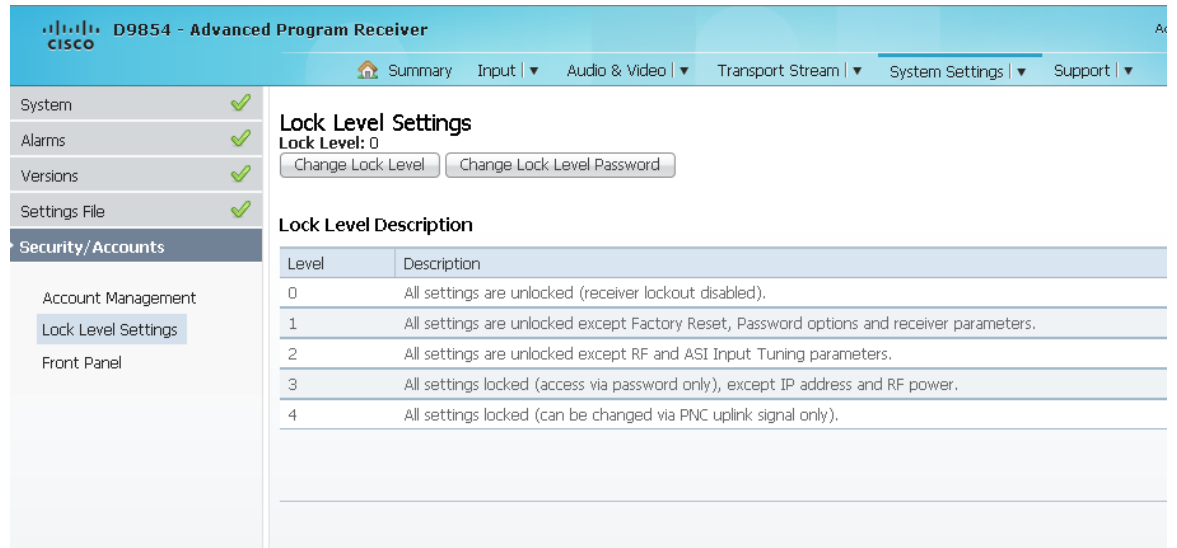 CISCO D9854 - Advanced Program Receiver
Summary Input | ▼ Audio & Video | ▼ Transport Stream | ▼ System Settings | ▼ Support | ▼
System
Alarms
Versions
Settings File
Security/Accounts
Account Management
Lock Level Settings
Front Panel
Lock Level Settings
Lock Level: 0
Change Lock Level Change Lock Level Password
Lock Level Description
Level Description
0 All settings are unlocked (receiver lockout disabled).
1 All settings are unlocked except Factory Reset, Password options and receiver parameters.
2 All settings are unlocked except RF and ASI Input Tuning parameters.
3 All settings locked (access via password only), except IP address and RF power.
4 All settings locked (can be changed via PNC uplink signal only).